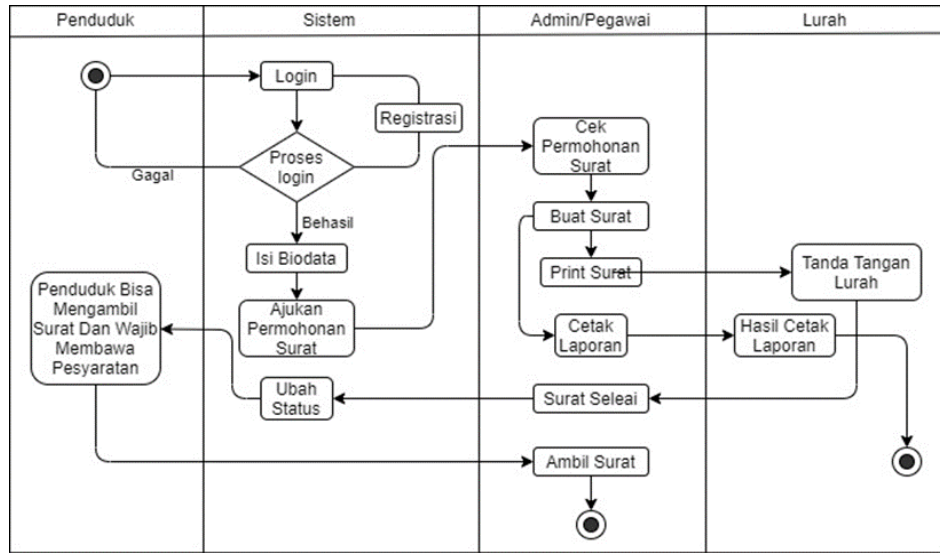 Penduduk
Sistem
Admin/Pegawai
Lurah
Login
Registrasi
Proses
login
Gagal
Behasil
Isi Biodata
Ajukan
Permohonan
Surat
Cek
Permohonan
Surat
Buat Surat
Print Surat
Tanda Tangan
Lurah
Cetak
Laporan
Hasil Cetak
Laporan
Surat Seleai
Ubah
Status
Penduduk Bisa
Mengambil
Surat Dan Wajib
Membawa
Pesyaratan
Ambil Surat